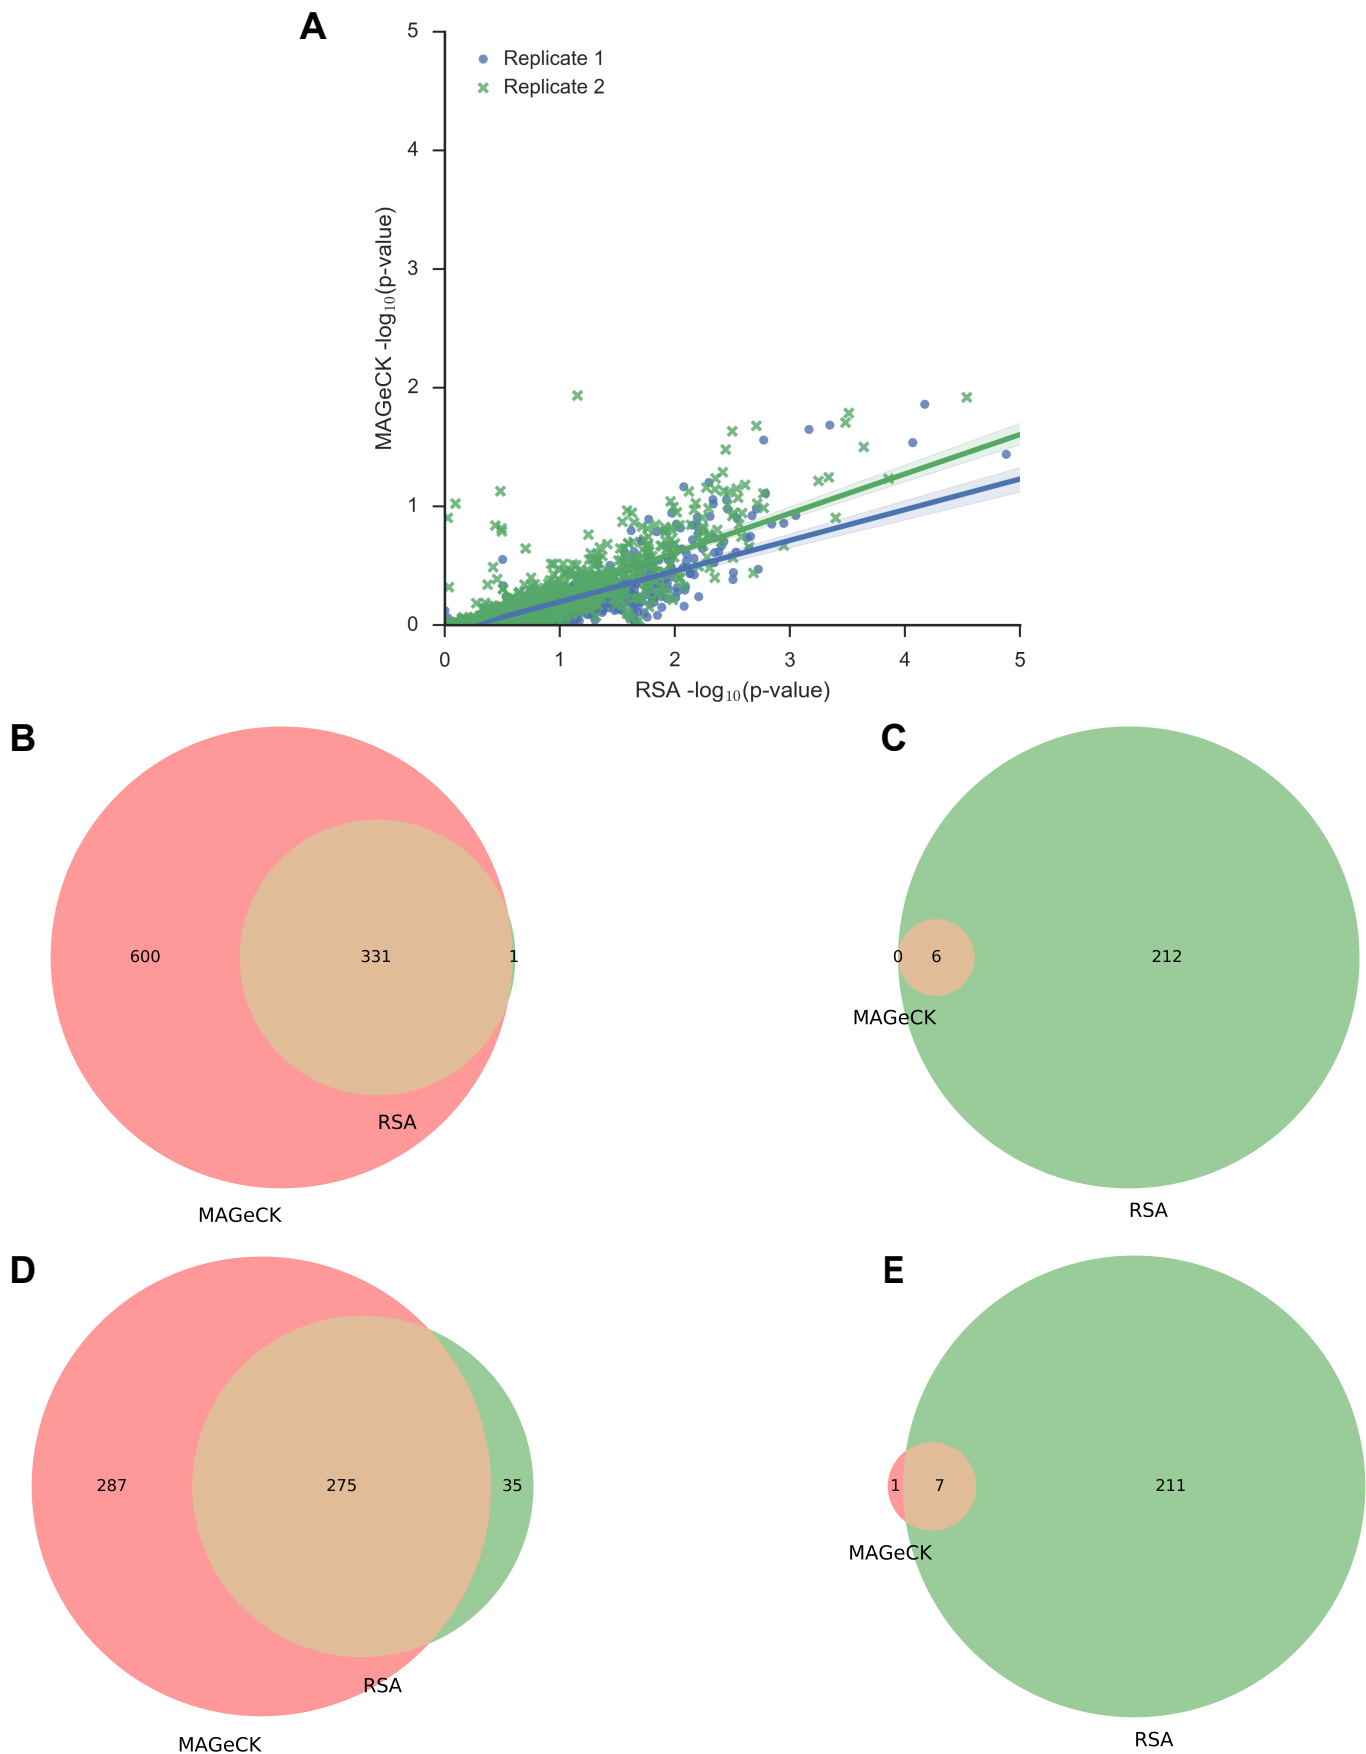 A
5
Replicate 1
Replicate 2
4
3
2
1
0
MAGeCK -log10(p-value)
0 1 2 3 4 5
RSA -log10(p-value)
B
600 331 1
RSA
MAGeCK
C
0 6 212
MAGeCK
RSA
D
287 275 35
RSA
MAGeCK
E
1 7 211
MAGeCK
RSA